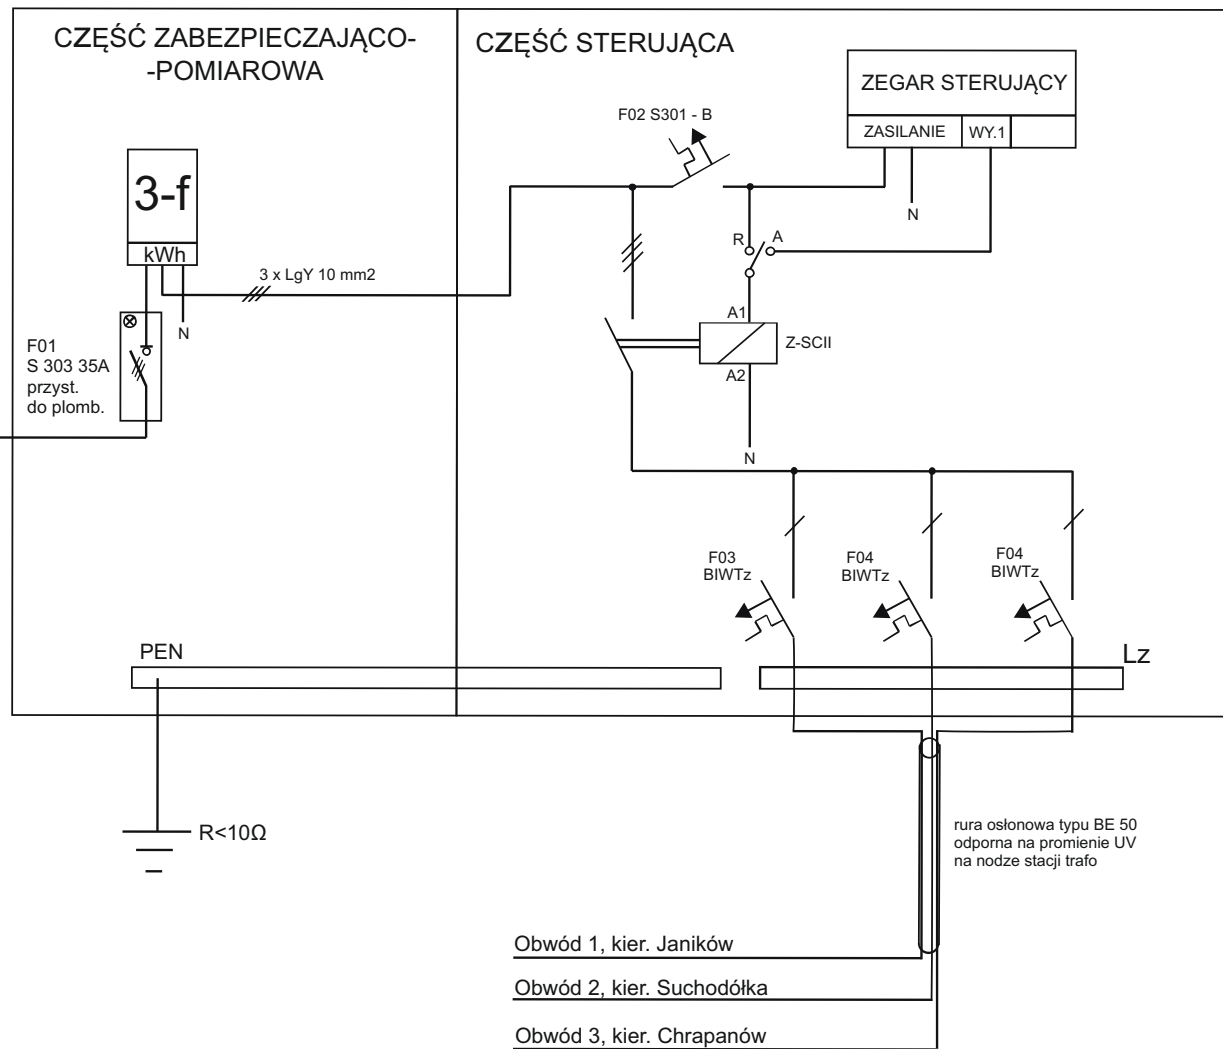 CZĘŚĆ ZABEZPIECZAJĄCO-
-POMIAROWA
CZĘŚĆ STERUJĄCA
ZEGAR STERUJĄCY
ZASILANIE
WY.1
F02 S301 - B
N
3-f
kWh
3 x LgY 10 mm2
N
F01
S 303 35A
przyst.
do plomb.
R
A
A1
Z-SCII
A2
N
F03
BIWTz
F04
BIWTz
F04
BIWTz
PEN
Lz
R<10Ω
rura osłonowa typu BE 50
odporna na promienie UV
na nodze stacji trafo
Obwód 1, kier. Janików
Obwód 2, kier. Suchodółka
Obwód 3, kier. Chrapanów